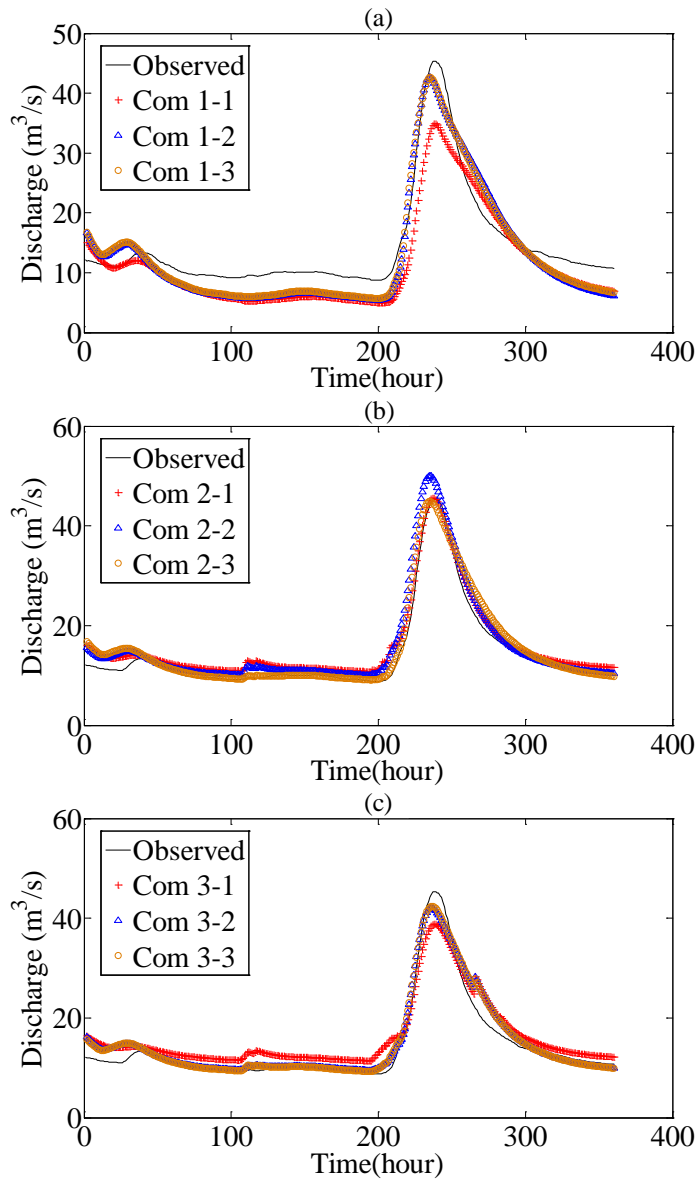 (a)
50
40
30
20
10
0
Discharge (m³/s)
Observed
Com 1-1
Com 1-2
Com 1-3
0 100 200 300 400
Time(hour)
(b)
60
40
20
0
Discharge (m³/s)
Observed
Com 2-1
Com 2-2
Com 2-3
0 100 200 300 400
Time(hour)
(c)
60
40
20
0
Discharge (m³/s)
Observed
Com 3-1
Com 3-2
Com 3-3
0 100 200 300 400
Time(hour)